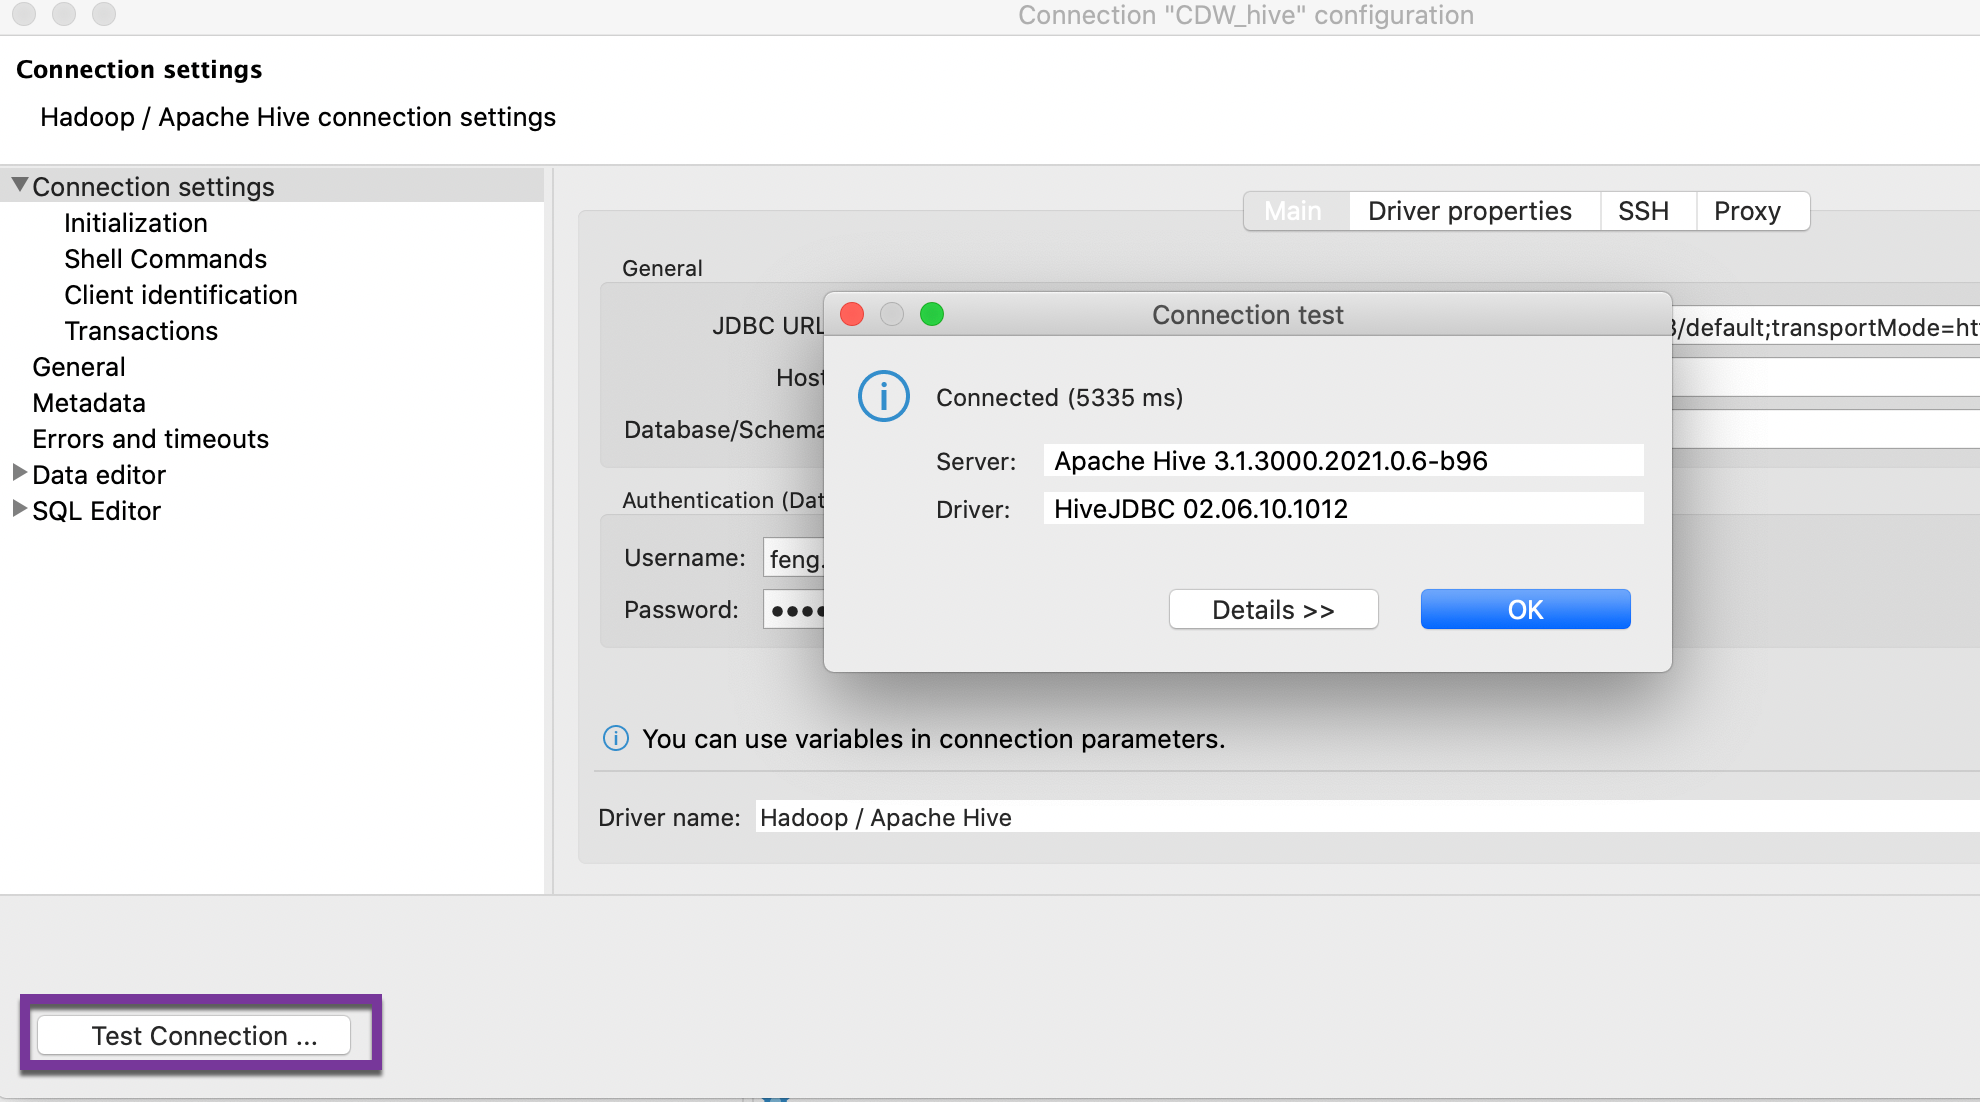 Connection "CDW_hive" configuration
Connection settings
Hadoop / Apache Hive connection settings
Connection settings
Initialization
Shell Commands
Client identification
Transactions
General
Metadata
Errors and timeouts
Data editor
SQL Editor
Main Driver properties SSH Proxy
General
JDBC URL
/default;transportMode=ht
Host
Database/Schema
Authentication (Dat
Username: feng.
Password: ••••
Connection test
Connected (5335 ms)
Server: Apache Hive 3.1.3000.2021.0.6-b96
Driver: HiveJDBC 02.06.10.1012
Details >> OK
You can use variables in connection parameters.
Driver name: Hadoop / Apache Hive
Test Connection ...